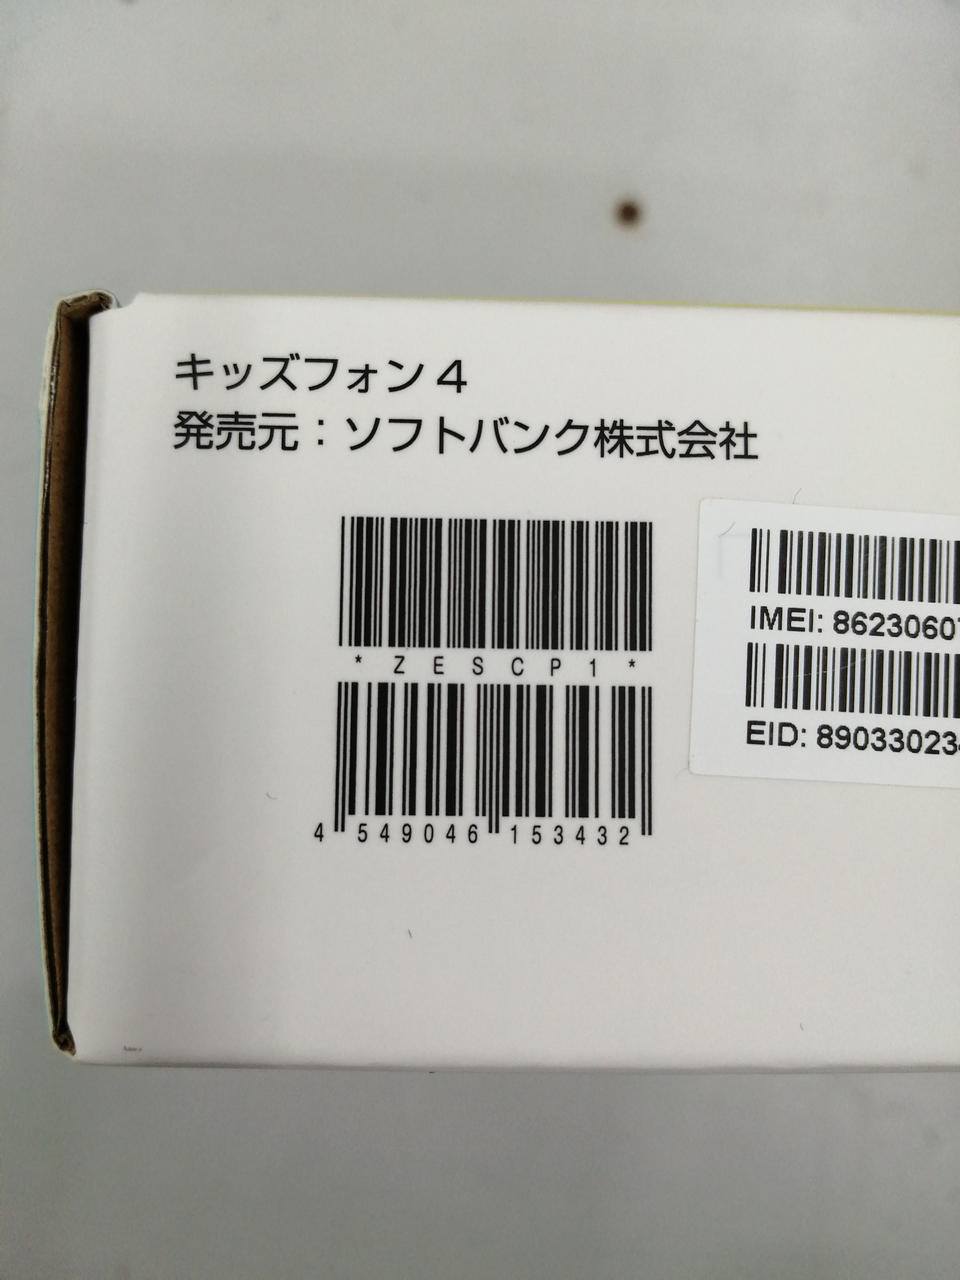 キッズフォン4
発売元：ソフトバンク株式会社
*ZESCP1*
4 549046 153432
IMEI: 8623060
EID: 89033023